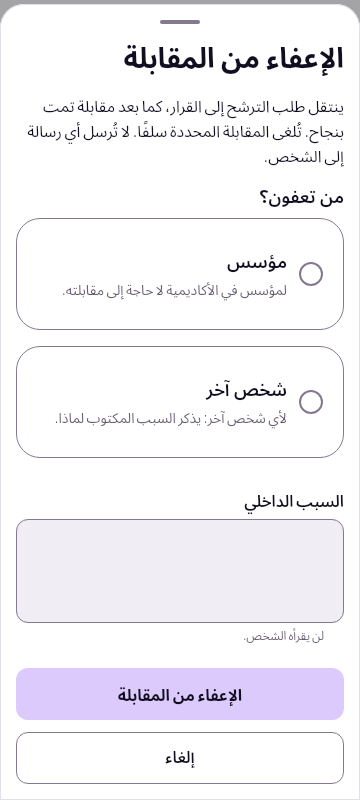 الإعفاء من المقابلة
ينتقل طلب الترشح إلى القرار، كما بعد مقابلة تمت
بنجاح. تُلغى المقابلة المحددة سلفًا. لا تُرسل أي رسالة
إلى الشخص.
من تعفون؟
مؤسس
لمؤسس في الأكاديمية لا حاجة إلى مقابلته.
شخص آخر
لأي شخص آخر: يذكر السبب المكتوب لماذا.
السبب الداخلي
لن يقرأه الشخص.
الإعفاء من المقابلة
إلغاء